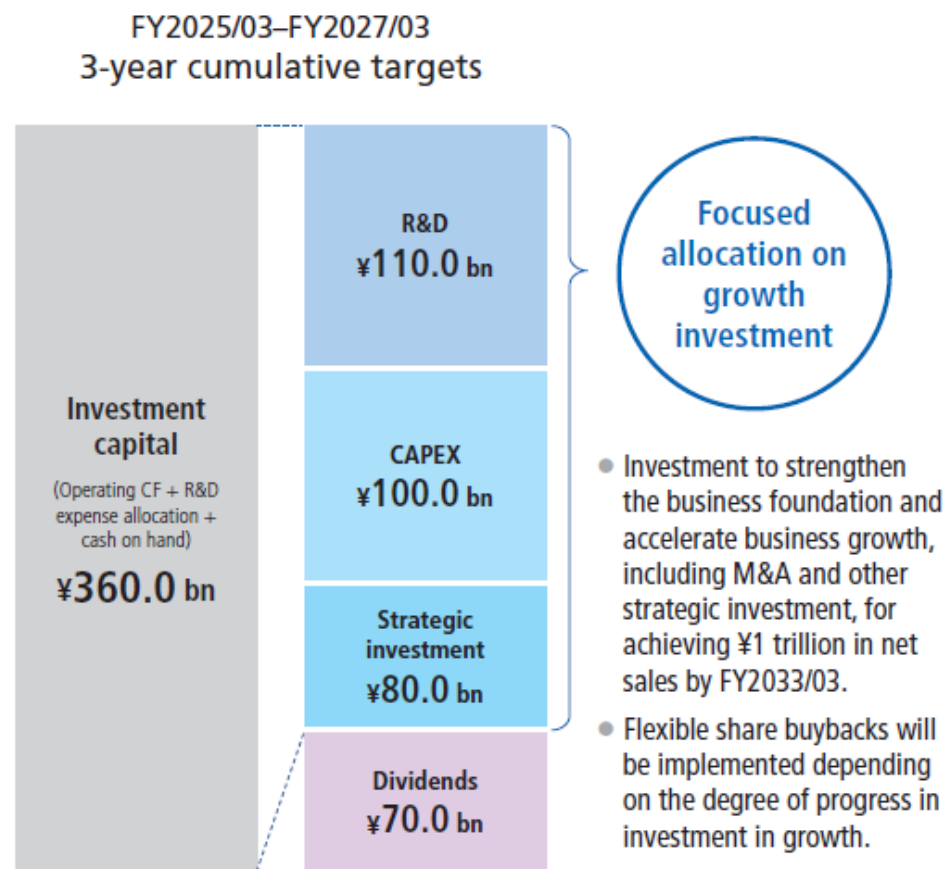 FY2025/03–FY2027/03
3-year cumulative targets
Investment
capital
(Operating CF + R&D
expense allocation +
cash on hand)
¥360.0 bn
R&D
¥110.0 bn
CAPEX
¥100.0 bn
Strategic
investment
¥80.0 bn
Dividends
¥70.0 bn
Focused
allocation on
growth
investment
● Investment to strengthen
the business foundation and
accelerate business growth,
including M&A and other
strategic investment, for
achieving ¥1 trillion in net
sales by FY2033/03.
● Flexible share buybacks will
be implemented depending
on the degree of progress in
investment in growth.